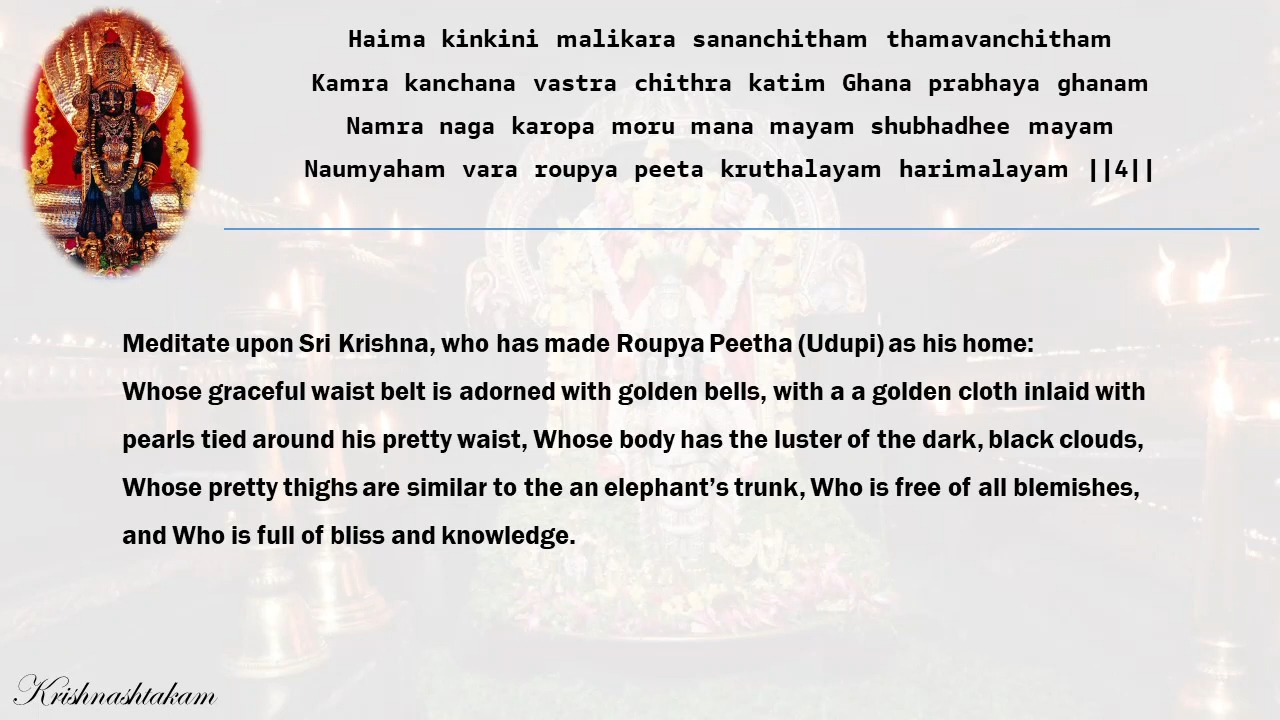 Haima kinkini malikara sananchitham thamavanchitham
Kamra kanchana vastra chithra katim Ghana prabhaya ghanam
Namra naga karopa moru mana mayam shubhadhee mayam
Naumyaham vara roupya peeta kruthalayam harimalayam ||4||
Meditate upon Sri Krishna, who has made Roupya Peetha (Udupi) as his home:
Whose graceful waist belt is adorned with golden bells, with a a golden cloth inlaid with
pearls tied around his pretty waist, Whose body has the luster of the dark, black clouds,
Whose pretty thighs are similar to the an elephant’s trunk, Who is free of all blemishes,
and Who is full of bliss and knowledge.
Krishnashtakam